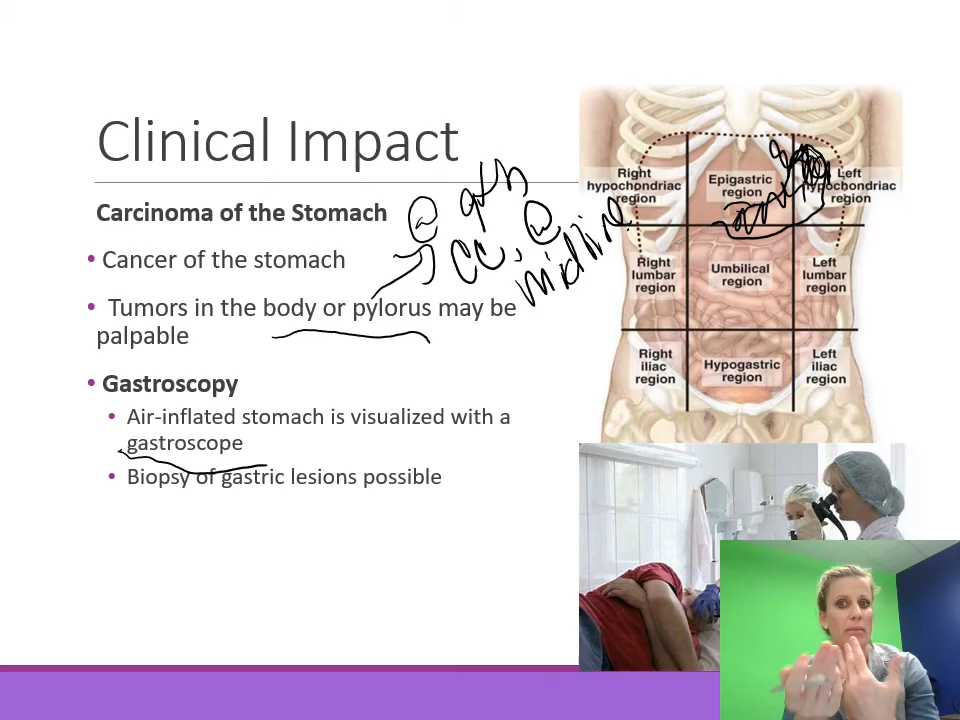 Clinical Impact
Carcinoma of the Stomach
• Cancer of the stomach
• Tumors in the body or pylorus may be
palpable
• Gastroscopy
• Air-inflated stomach is visualized with a
gastroscope
• Biopsy of gastric lesions possible
@ 9th
CC, @
midline
Right
hypochondriac
region
Epigastric
region
Left
hypochondriac
region
Right
lumbar
region
Umbilical
region
Left
lumbar
region
Right
iliac
region
Hypogastric
region
Left
iliac
region